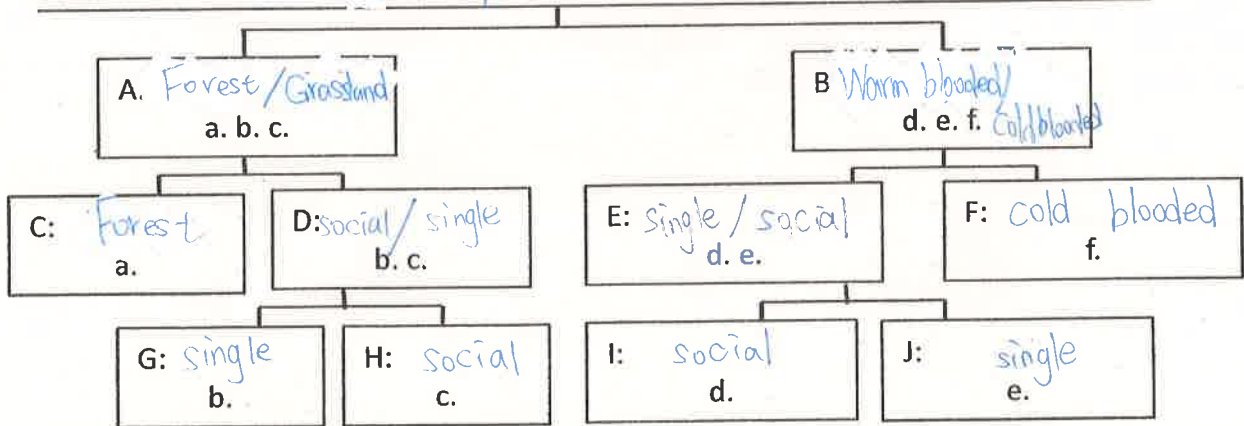 A. Forest/Grassland
a. b. c.
B Warm blooded/
d. e. f. Cold blooded
C: Forest
a.
D: social/ single
b. c.
E: single / social
d. e.
F: cold blooded
f.
G: single
b.
H: social
c.
I: social
d.
J: single
e.